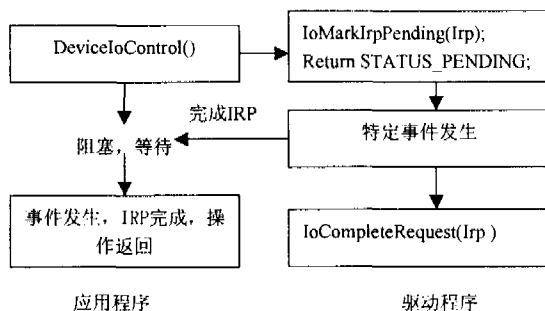 DeviceIoControl()
IoMarkIrpPending(Irp);
Return STATUS_PENDING;
完成IRP
阻塞，等待
特定事件发生
事件发生，IRP完成，操
作返回
IoCompleteRequest(Irp )
应用程序
驱动程序